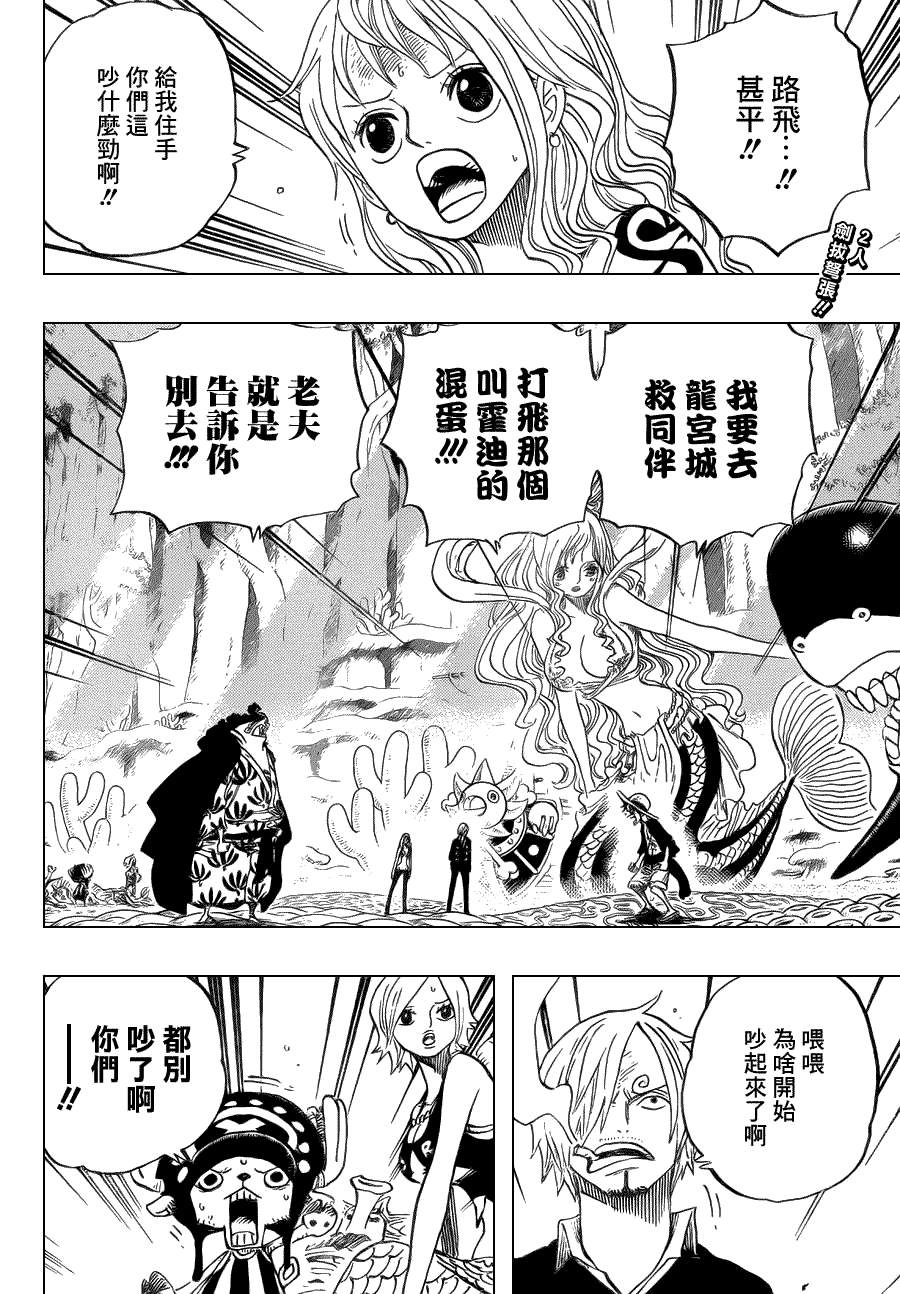 路飛…!!
甚平!!
給我住手
你們這
吵什麼勁啊!!
2人
劍拔弩張!!
我要去
龍宮城
救同伴
打飛那個
叫霍迪的
混蛋!!!
老夫
就是
告訴你
別去!!!
喂喂
為啥開始
吵起來了啊
都別
吵了啊
你們
——!!